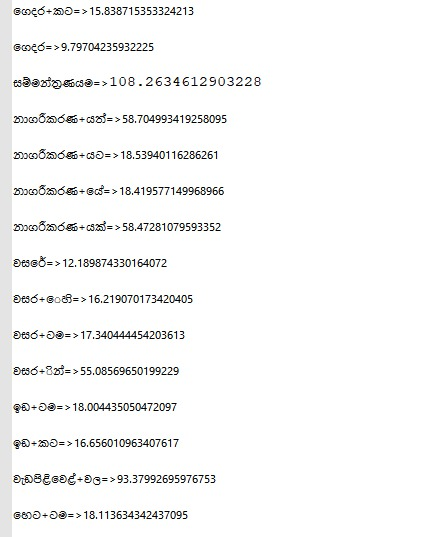 ගෙදර+කට=>15.838715353324213
ගෙදර=>9.79704235932225
සම්මන්ත්‍රණයම=>108.2634612903228
නාගරීකරණ+යත්=>58.704993419258095
නාගරීකරණ+යට=>18.53940116286261
නාගරීකරණ+යේ=>18.419577149968966
නාගරීකරණ+යක්=>58.47281079593352
වසරේ=>12.189874330164072
වසර+ෙහි=>16.219070173420405
වසර+ටම=>17.340444454203613
වසර+ින්=>55.08569650199229
ඉඩ+ටම=>18.004435050472097
ඉඩ+කට=>16.656010963407617
වැඩපිළිවෙළ්+වල=>93.37992695976753
හෙට+ටම=>18.113634342437095